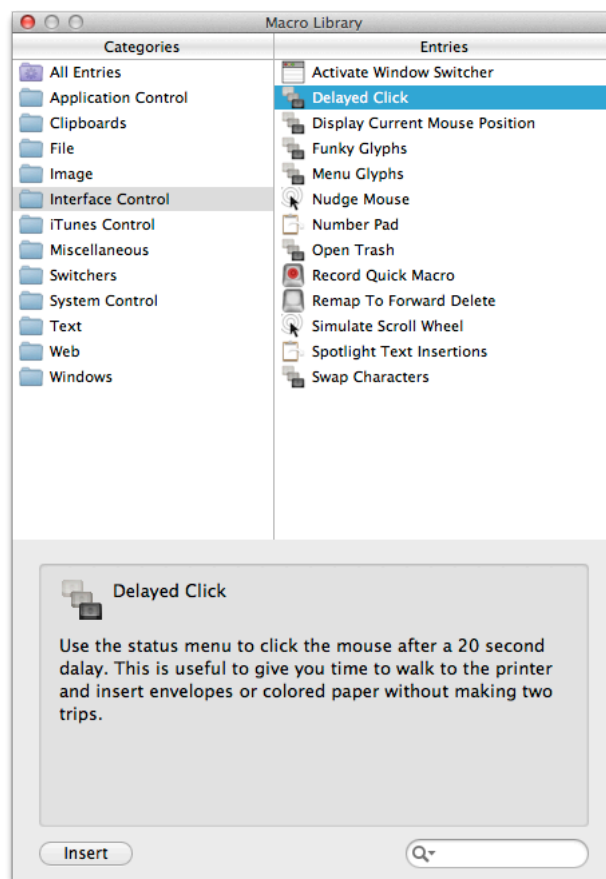 Macro Library
Categories
Entries
All Entries
Application Control
Clipboards
File
Image
Interface Control
iTunes Control
Miscellaneous
Switchers
System Control
Text
Web
Windows
Activate Window Switcher
Delayed Click
Display Current Mouse Position
Funky Glyphs
Menu Glyphs
Nudge Mouse
Number Pad
Open Trash
Record Quick Macro
Remap To Forward Delete
Simulate Scroll Wheel
Spotlight Text Insertions
Swap Characters
Delayed Click
Use the status menu to click the mouse after a 20 second
dalay. This is useful to give you time to walk to the printer
and insert envelopes or colored paper without making two
trips.
Insert